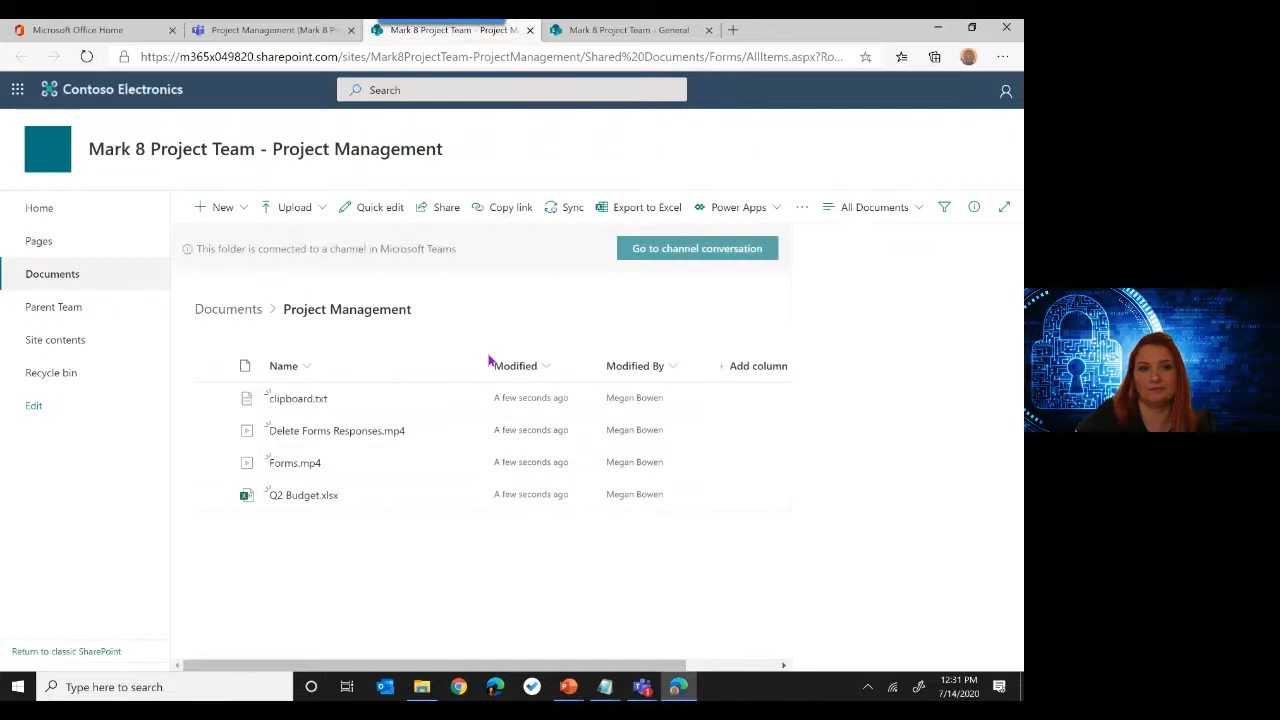 Microsoft Office Home
Project Management (Mark 8 Pr
Mark 8 Project Team - Project M
Mark 8 Project Team - General
https://m365x049820.sharepoint.com/sites/Mark8ProjectTeam-ProjectManagement/Shared%20Documents/Forms/AllItems.aspx?Ro...
Contoso Electronics
Search
Mark 8 Project Team - Project Management
New
Upload
Quick edit
Share
Copy link
Sync
Export to Excel
Power Apps
All Documents
Home
Pages
Documents
Parent Team
Site contents
Recycle bin
Edit
This folder is connected to a channel in Microsoft Teams
Go to channel conversation
Documents > Project Management
Name Modified Modified By Add column
clipboard.txt A few seconds ago Megan Bowen
Delete Forms Responses.mp4 A few seconds ago Megan Bowen
Forms.mp4 A few seconds ago Megan Bowen
Q2 Budget.xlsx A few seconds ago Megan Bowen
Return to classic SharePoint
Type here to search
12:31 PM
7/14/2020